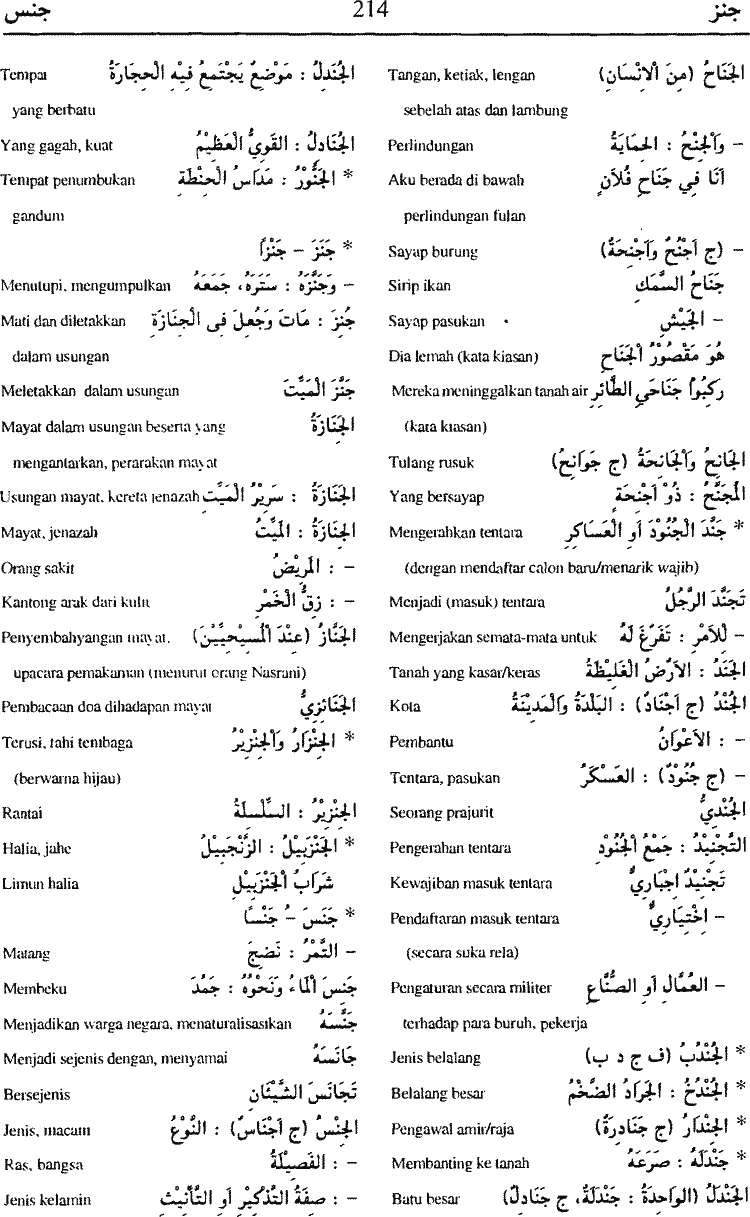 جنز 214 جنس
الجَنَاحُ (مِنَ الْاِنْسَانِ) Tangan, ketiak, lengan
sebelah atas dan lambung
– وَالْجُنْحُ : الحِمَايَةُ Perlindungan
اَنَا فِي جَنَاحِ فُلَانٍ Aku berada di bawah
perlindungan fulan
– (ج اَجْنُحٌ وَاَجْنِحَةٌ) Sayap burung
جَنَاحُ السَّمَكِ Sirip ikan
– الجَيْشِ Sayap pasukan
هُوَ مَقْصُوْرُ الْجَنَاحِ Dia lemah (kata kiasan)
رَكِبُوا جَنَاحَيِ الطَّائِرِ Mereka meninggalkan tanah air
(kata kiasan)
الجَانِحُ وَالْجَانِحَةُ (ج جَوَانِحُ) Tulang rusuk
الْمُجَنَّحُ : ذُوْ اَجْنِحَةٍ Yang bersayap
* جَنَّدَ الْجُنُوْدَ اَوِ الْعَسَاكِرَ Mengerahkan tentara
(dengan mendaftar calon baru/menarik wajib)
تَجَنَّدَ الرَّجُلُ Menjadi (masuk) tentara
– لِلاَمْرِ : تَفَرَّغَ لَهُ Mengerjakan semata-mata untuk
الجَنَدُ : الاَرْضُ الْغَلِيْظَةُ Tanah yang kasar/keras
الجُنْدُ (ج اَجْنَادٌ) : البَلْدَةُ وَالْمَدِيْنَةُ Kota
– : الاَعْوَانُ Pembantu
– (ج جُنُوْدٌ) : العَسْكَرُ Tentara, pasukan
الجُنْدِيُّ Seorang prajurit
التَّجْنِيْدُ : جَمْعُ الْجُنُوْدِ Pengerahan tentara
تَجْنِيْدٌ اِجْبَارِيٌّ Kewajiban masuk tentara
– اِخْتِيَارِيٌّ Pendaftaran masuk tentara
(secara suka rela)
– العُمَّالِ اَوِ الصُّنَّاعِ Pengaturan secara militer
terhadap para buruh, pekerja
* الجُنْدُبُ (ف ج د ب) Jenis belalang
* الجُنْدُخُ : الجَرَادُ الضَّخْمُ Belalang besar
* الجِنْدَارُ (ج جَنَادِرَةٌ) Pengawal amir/raja
* جَنْدَلَهُ : صَرَعَهُ Membanting ke tanah
الجَنْدَلُ (الوَاحِدَةُ : جَنْدَلَةٌ، ج جَنَادِلُ) Batu besar
الجُنَدِلُ : مَوْضِعٌ يَجْتَمِعُ فِيْهِ الْحِجَارَةُ Tempat
yang berbatu
الجُنَادِلُ : القَوِيُّ الْعَظِيْمُ Yang gagah, kuat
* الجَنُّوْرُ : مَدَاسُ الْحِنْطَةِ Tempat penumbukan
gandum
* جَنَزَ – جَنْزًا
– وَجَنَّزَهُ : سَتَرَهُ، جَمَعَهُ Menutupi, mengumpulkan
جُنِزَ : مَاتَ وَجُعِلَ فِى الْجِنَازَةِ Mati dan diletakkan
dalam usungan
جَنَّزَ الْمَيِّتَ Meletakkan dalam usungan
الجَنَازَةُ Mayat dalam usungan beserta yang
mengantarkan, perarakan mayat
الجَنَازَةُ : سَرِيْرُ الْمَيِّتِ Usungan mayat, kereta jenazah
الجِنَازَةُ : الْمَيِّتُ Mayat, jenazah
– : الْمَرِيْضُ Orang sakit
– : زِقُّ الْخَمْرِ Kantong arak dari kulit
الجُنَّازُ (عِنْدَ الْمَسِيْحِيِّيْنَ) Penyembahyangan mayat,
upacara pemakaman (menurut orang Nasrani)
الجَنَائِزِيُّ Pembacaan doa dihadapan mayat
* الجِنْزَارُ وَالْجِنْزِيْرُ Terusi, tahi tembaga
(berwarna hijau)
الجِنْزِيْرُ : السِّلْسِلَةُ Rantai
* الجَنْزَبِيْلُ : الزَّنْجَبِيْلُ Halia, jahe
شَرَابُ الْجَنْزَبِيْلِ Limun halia
* جَنَسَ – جَنْسًا
– التَّمْرُ : نَضِجَ Matang
جَنِسَ الْمَاءُ وَنَحْوُهُ : جَمُدَ Membeku
جَنَّسَهُ Menjadikan warga negara, menaturalisasikan
جَانَسَهُ Menjadi sejenis dengan, menyamai
تَجَانَسَ الشَّيْئَانِ Bersejenis
الجِنْسُ (ج اَجْنَاسٌ) : النَّوْعُ Jenis, macam
– : الفَصِيْلَةُ Ras, bangsa
– : صِفَةُ التَّذْكِيْرِ اَوِ التَّأْنِيْثِ Jenis kelamin